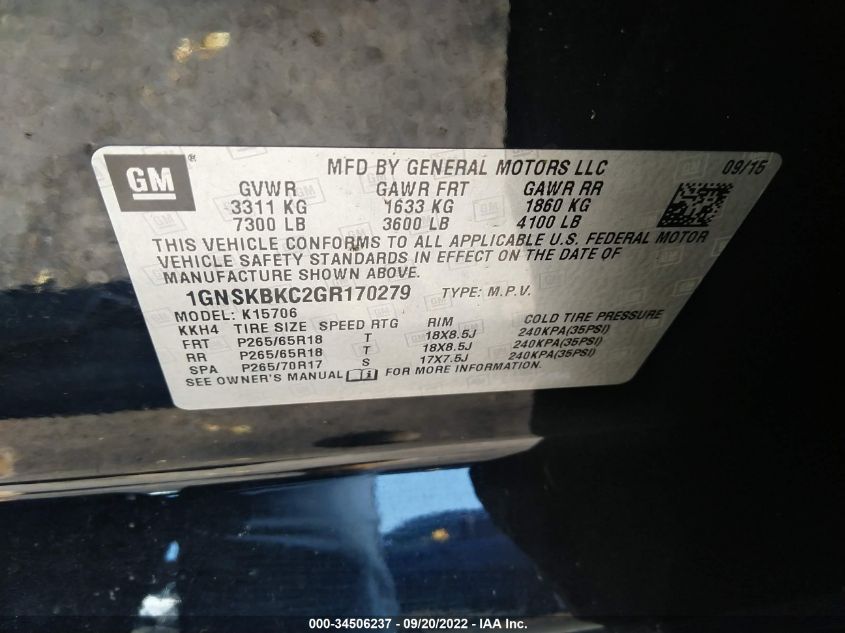 GM® MFD BY GENERAL MOTORS LLC 09/15
GVWR GAWR FRT GAWR RR
3311 KG 1633 KG 1860 KG
7300 LB 3600 LB 4100 LB
THIS VEHICLE CONFORMS TO ALL APPLICABLE U.S. FEDERAL MOTOR
VEHICLE SAFETY STANDARDS IN EFFECT ON THE DATE OF
MANUFACTURE SHOWN ABOVE.
1GNSKBKC2GR170279 TYPE: M.P.V.
MODEL: K15706
KKH4 TIRE SIZE SPEED RTG RIM COLD TIRE PRESSURE
FRT P265/65R18 T 18X8.5J 240KPA(35PSI)
RR P265/65R18 T 18X8.5J 240KPA(35PSI)
SPA P265/70R17 S 17X7.5J 240KPA(35PSI)
SEE OWNER'S MANUAL FOR MORE INFORMATION.
000-34506237 - 09/20/2022 - IAA Inc.